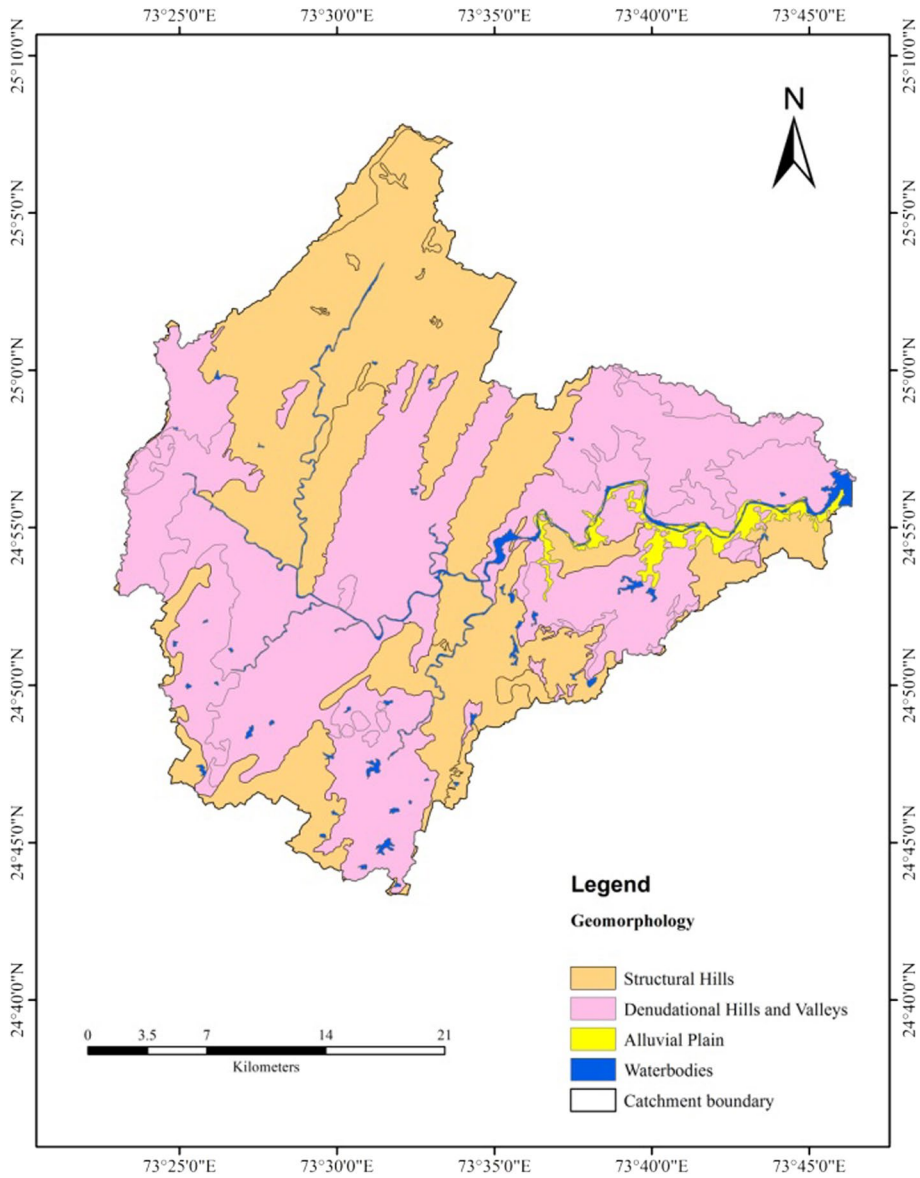 73°25'0"E 73°30'0"E 73°35'0"E 73°40'0"E 73°45'0"E
25°10'0"N 25°10'0"N
N
25°5'0"N 25°5'0"N
25°0'0"N 25°0'0"N
24°55'0"N 24°55'0"N
24°50'0"N 24°50'0"N
24°45'0"N 24°45'0"N
Legend
Geomorphology
Structural Hills
Denudational Hills and Valleys
Alluvial Plain
Waterbodies
Catchment boundary
24°40'0"N 24°40'0"N
0 3.5 7 14 21
Kilometers
73°25'0"E 73°30'0"E 73°35'0"E 73°40'0"E 73°45'0"E